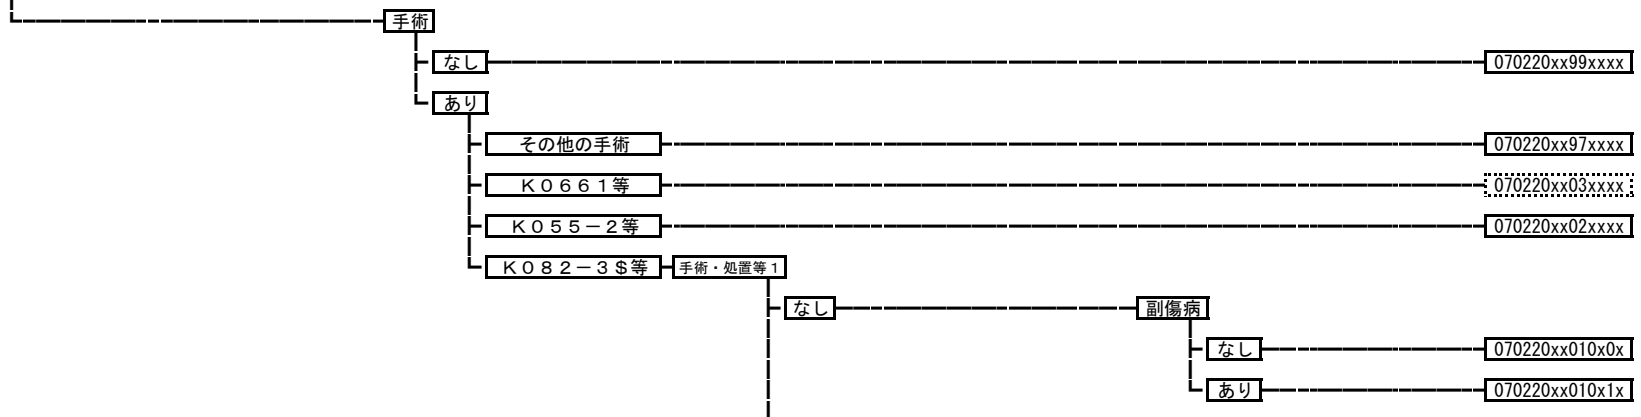 手術
なし 070220xx99xxxx
あり
その他の手術 070220xx97xxxx
Ｋ０６６１等 070220xx03xxxx
Ｋ０５５－２等 070220xx02xxxx
Ｋ０８２－３＄等 手術・処置等１
なし 副傷病
なし 070220xx010x0x
あり 070220xx010x1x